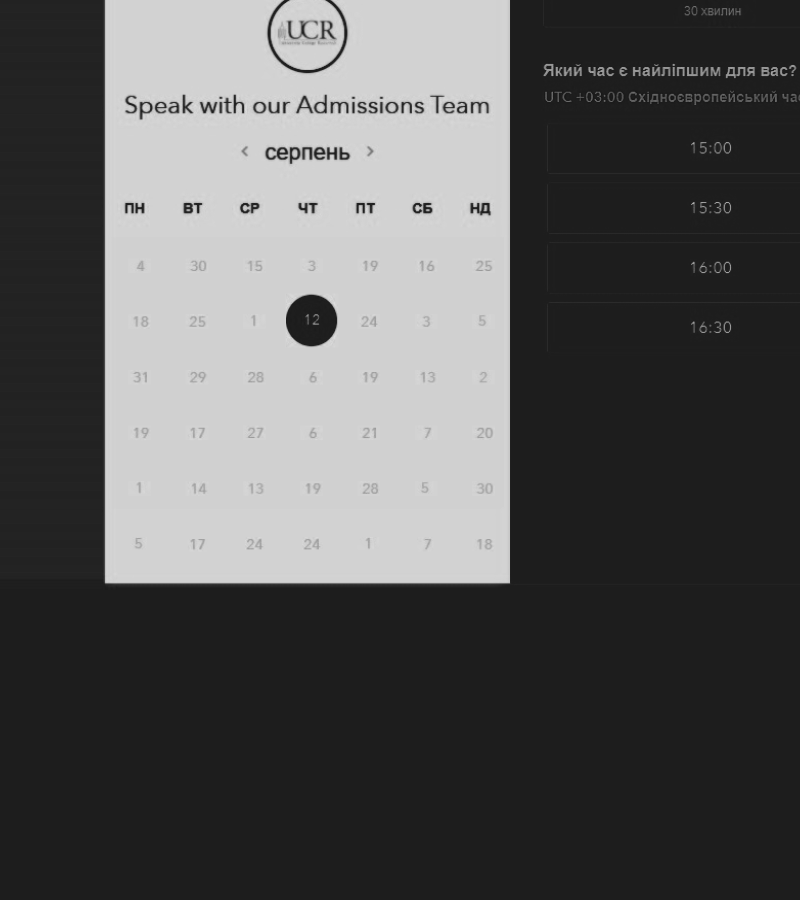 UCR
Speak with our Admissions Team
серпень
ПН ВТ СР ЧТ ПТ СБ НД
4 30 15 3 19 16 25
18 25 1 12 24 3 5
31 29 28 6 19 13 2
19 17 27 6 21 7 20
1 14 13 19 28 5 30
5 17 24 24 1 7 18
30 хвилин
Який час є найліпшим для вас?
UTC +03:00 Східноєвропейський час
15:00
15:30
16:00
16:30